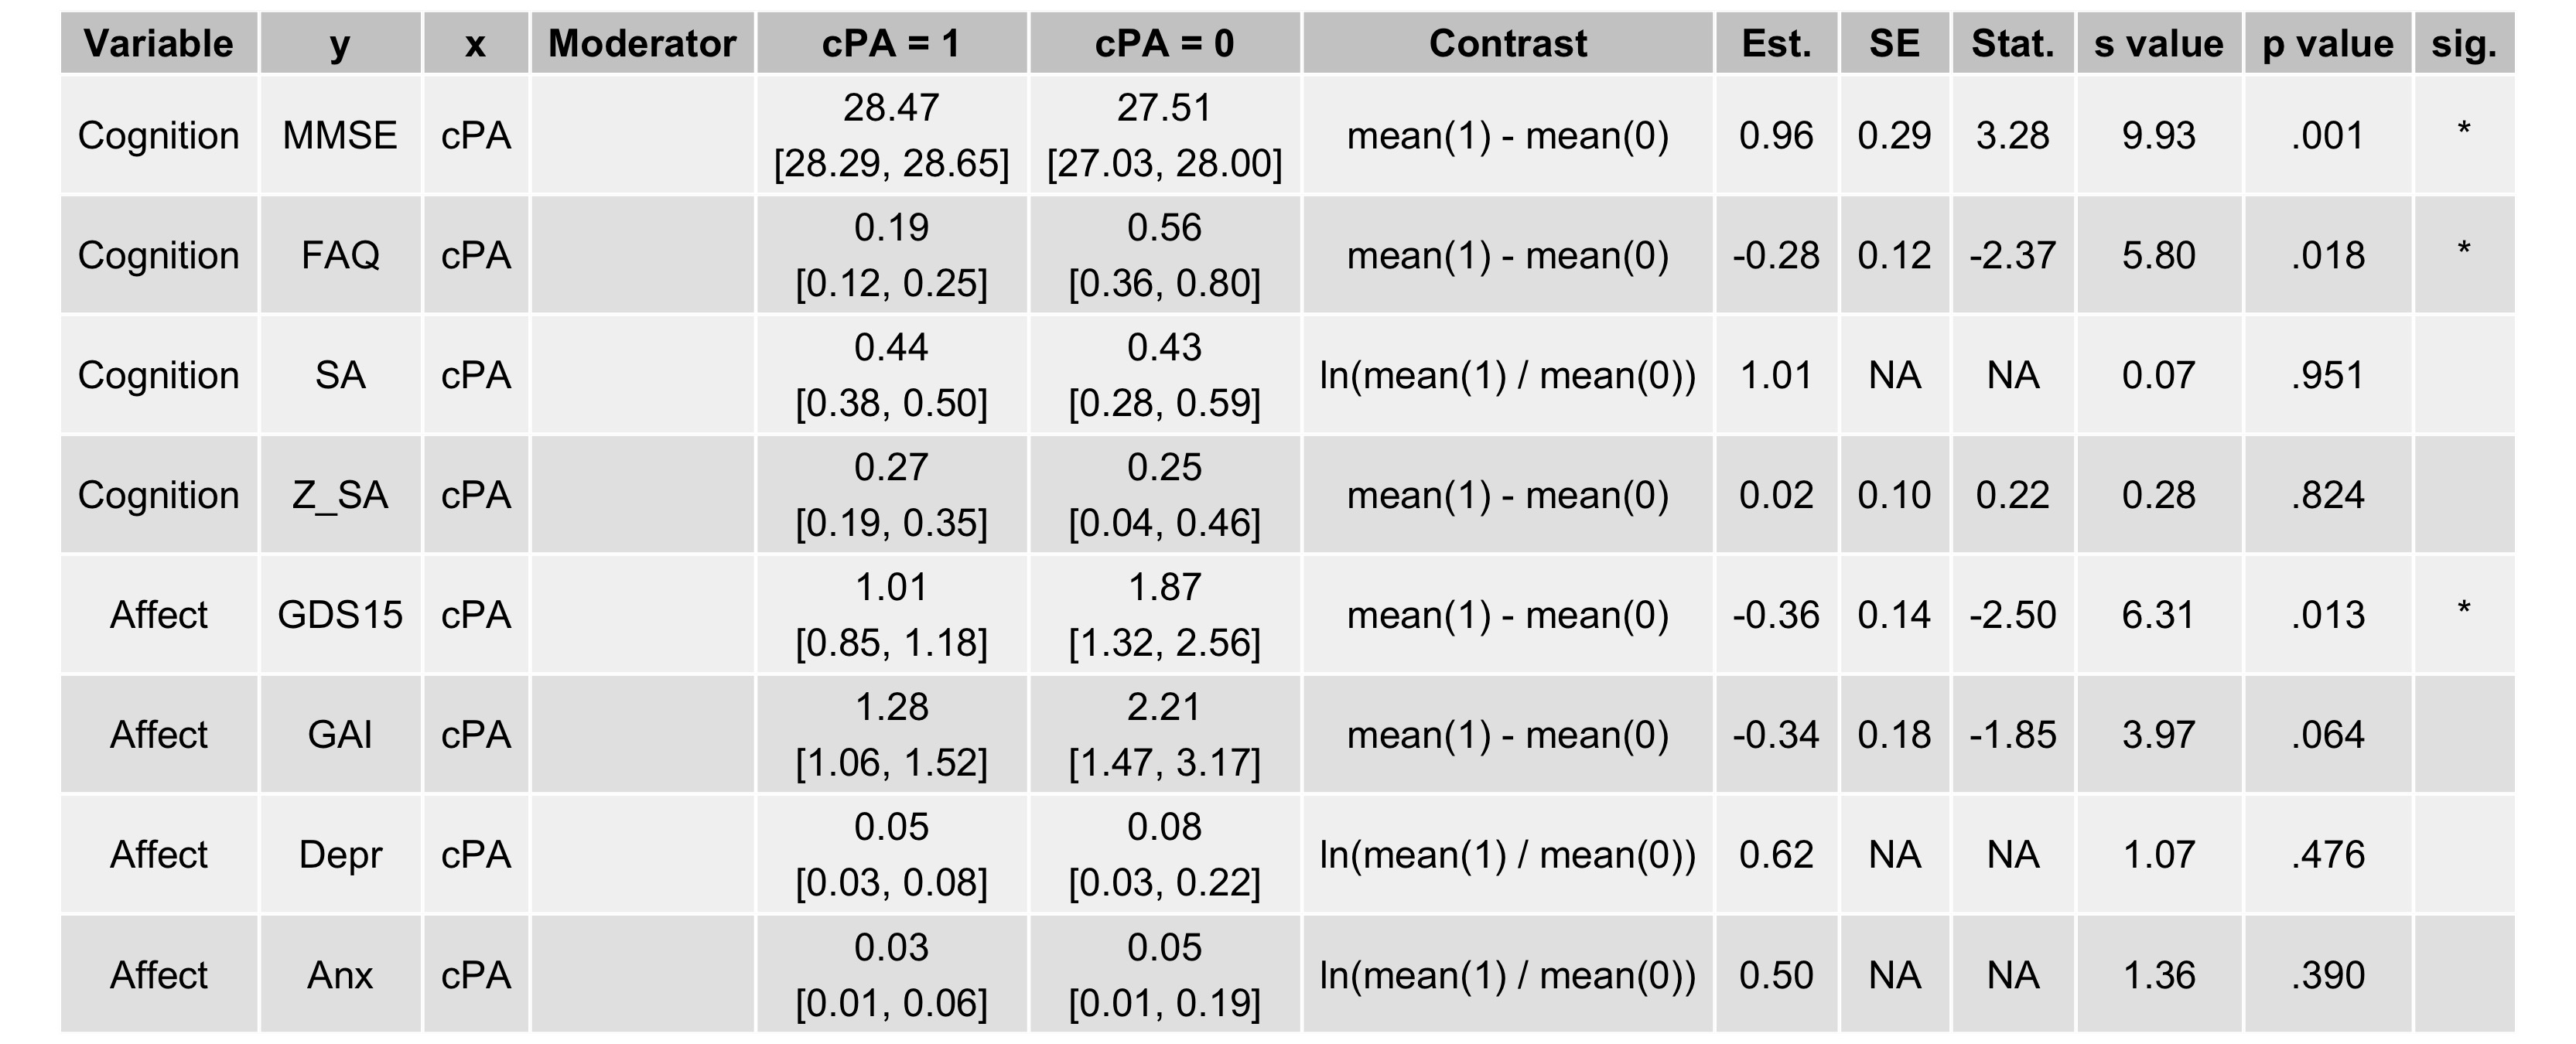 Variable y x Moderator cPA = 1 cPA = 0 Contrast Est. SE Stat. s value p value sig.
28.47 27.51
Cognition MMSE cPA mean(1) - mean(0) 0.96 0.29 3.28 9.93 .001 *
[28.29, 28.65] [27.03, 28.00]
0.19 0.56
Cognition FAQ cPA mean(1) - mean(0) -0.28 0.12 -2.37 5.80 .018 *
[0.12, 0.25] [0.36, 0.80]
0.44 0.43
Cognition SA cPA ln(mean(1) / mean(0)) 1.01 NA NA 0.07 .951
[0.38, 0.50] [0.28, 0.59]
0.27 0.25
Cognition Z_SA cPA mean(1) - mean(0) 0.02 0.10 0.22 0.28 .824
[0.19, 0.35] [0.04, 0.46]
1.01 1.87
Affect GDS15 cPA mean(1) - mean(0) -0.36 0.14 -2.50 6.31 .013 *
[0.85, 1.18] [1.32, 2.56]
1.28 2.21
Affect GAI cPA mean(1) - mean(0) -0.34 0.18 -1.85 3.97 .064
[1.06, 1.52] [1.47, 3.17]
0.05 0.08
Affect Depr cPA ln(mean(1) / mean(0)) 0.62 NA NA 1.07 .476
[0.03, 0.08] [0.03, 0.22]
0.03 0.05
Affect Anx cPA ln(mean(1) / mean(0)) 0.50 NA NA 1.36 .390
[0.01, 0.06] [0.01, 0.19]